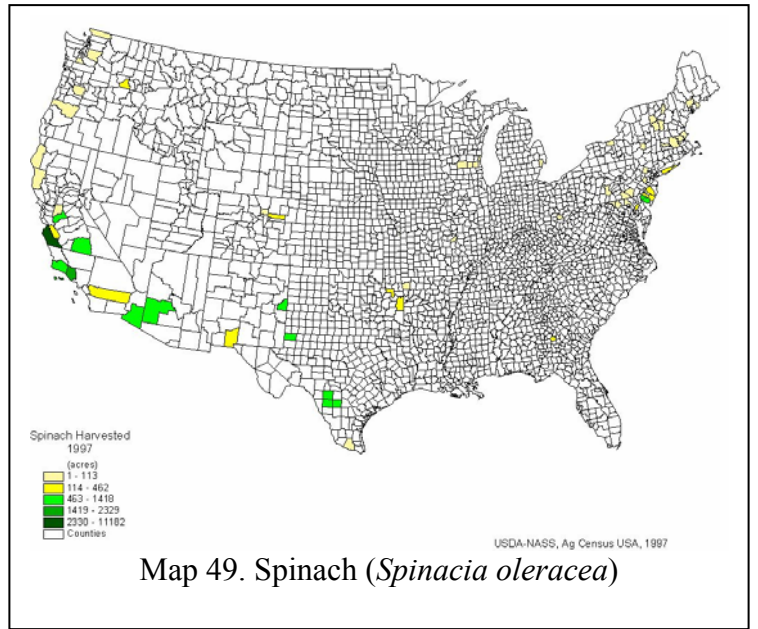 Spinach Harvested
1997
(acres)
1 - 113
114 - 462
463 - 1418
1419 - 2329
2330 - 11182
Counties
USDA-NASS, Ag Census USA, 1997
Map 49. Spinach (Spinacia oleracea)